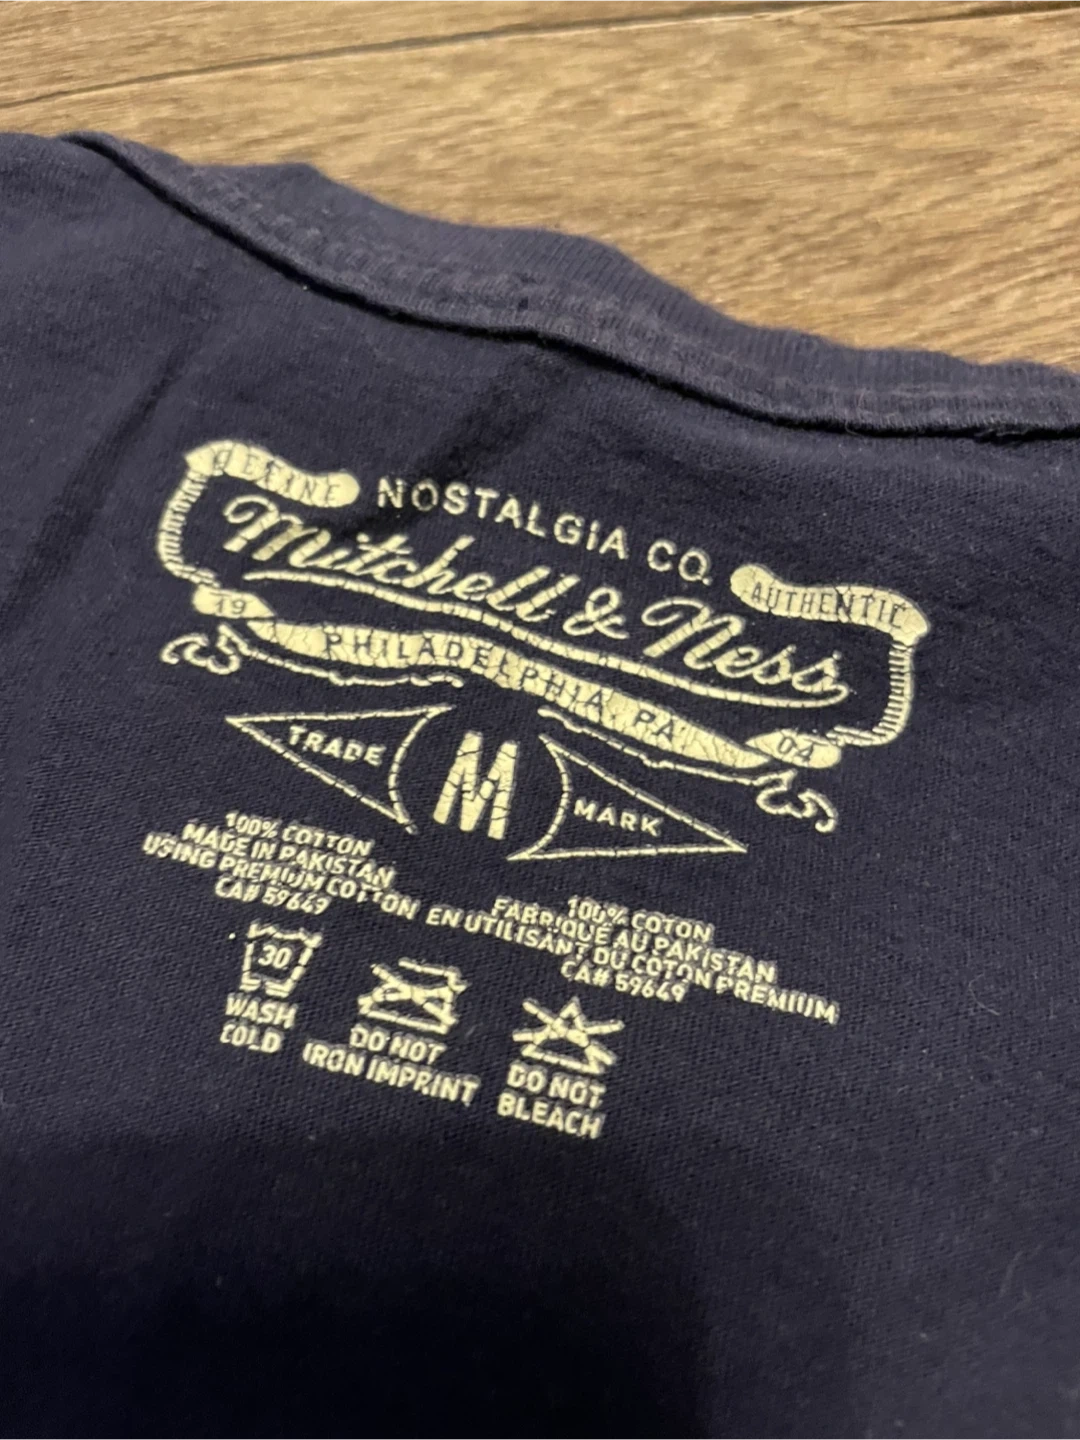 REFINE
NOSTALGIA CO.
AUTHENTIC
Mitchell & Ness
19
PHILADELPHIA, PA
04
TRADE
M
MARK
100% COTTON
MADE IN PAKISTAN
USING PREMIUM COTTON
CA# 59649
100% COTON
FABRIQUÉ AU PAKISTAN
EN UTILISANT DU COTON PREMIUM
CA# 59649
30
WASH
COLD
DO NOT
IRON IMPRINT
DO NOT
BLEACH